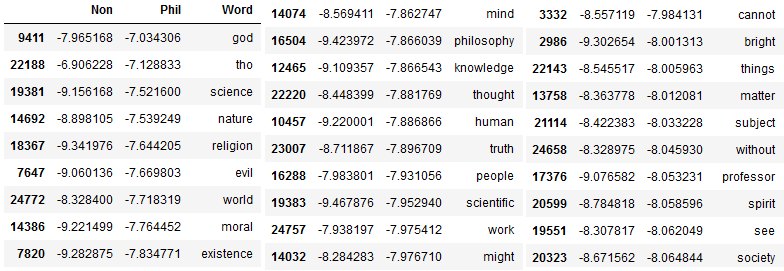 Non Phil Word
9411 -7.965168 -7.034306 god
22188 -6.906228 -7.128833 tho
19381 -9.156168 -7.521600 science
14692 -8.898105 -7.539249 nature
18367 -9.341976 -7.644205 religion
7647 -9.060136 -7.669803 evil
24772 -8.328400 -7.718319 world
14386 -9.221499 -7.764452 moral
7820 -9.282875 -7.834771 existence
14074 -8.569411 -7.862747 mind
16504 -9.423972 -7.866039 philosophy
12465 -9.109357 -7.866543 knowledge
22220 -8.448399 -7.881769 thought
10457 -9.220001 -7.886866 human
23007 -8.711867 -7.896709 truth
16288 -7.983801 -7.931056 people
19383 -9.467876 -7.952940 scientific
24757 -7.938197 -7.975412 work
14032 -8.284283 -7.976710 might
3332 -8.557119 -7.984131 cannot
2986 -9.302654 -8.001313 bright
22143 -8.545517 -8.005963 things
13758 -8.363778 -8.012081 matter
21114 -8.422383 -8.033228 subject
24658 -8.328975 -8.045930 without
17376 -9.076582 -8.053231 professor
20599 -8.784818 -8.058596 spirit
19551 -8.307817 -8.062049 see
20323 -8.671562 -8.064844 society